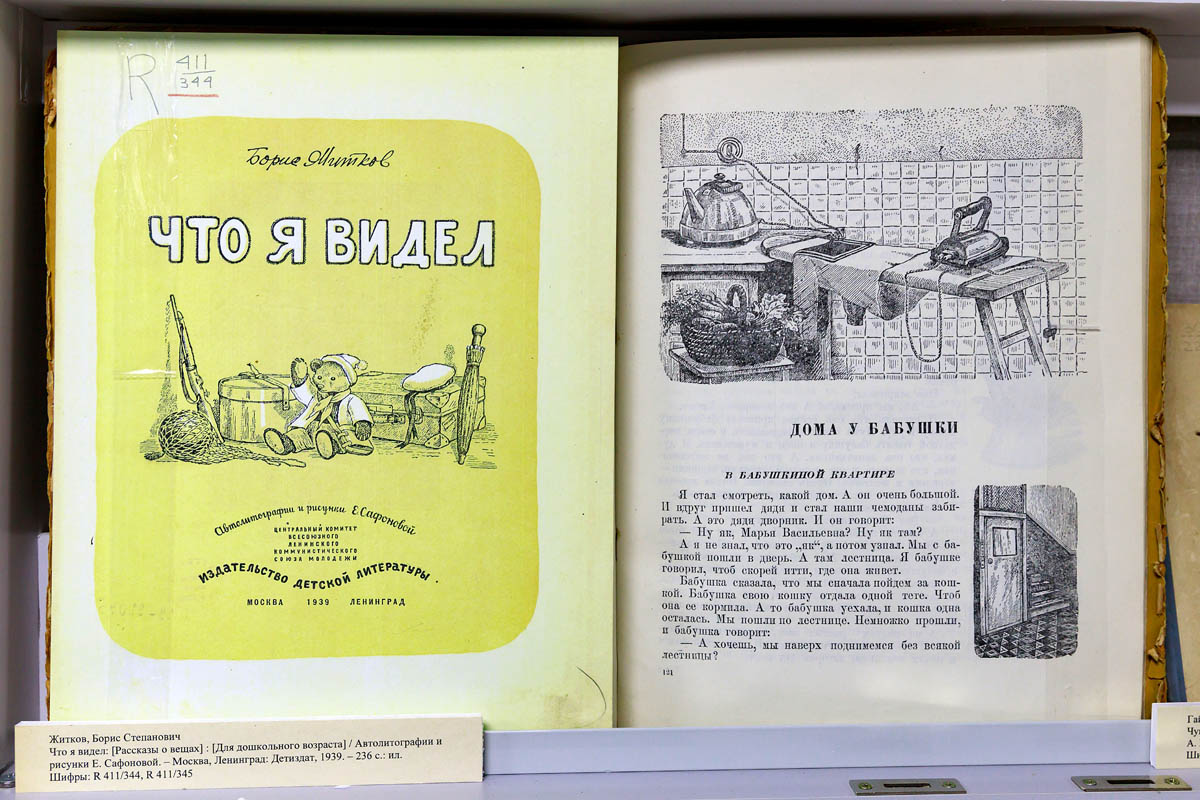 R 411
344
Борис Житков
ЧТО Я ВИДЕЛ
Автолитографии и рисунки Е. Сафоновой
ЦЕНТРАЛЬНЫЙ КОМИТЕТ
ВСЕСОЮЗНОГО
ЛЕНИНСКОГО
КОММУНИСТИЧЕСКОГО
СОЮЗА МОЛОДЕЖИ
ИЗДАТЕЛЬСТВО ДЕТСКОЙ ЛИТЕРАТУРЫ.
МОСКВА 1939 ЛЕНИНГРАД
ДОМА У БАБУШКИ
В БАБУШКИНОЙ КВАРТИРЕ
Я стал смотреть, какой дом. А он очень большой.
И вдруг пришел дядя и стал наши чемоданы заби-
рать. А это дядя дворник. И он говорит:
— Ну як, Марья Васильевна? Ну як там?
А я не знал, что это „як“, а потом узнал. Мы с ба-
бушкой пошли в дверь. А там лестница. Я бабушке
говорил, чтоб скорей итти, где она живет.
Бабушка сказала, что мы сначала пойдем за кош-
кой. Бабушка свою кошку отдала одной тете. Чтоб
она ее кормила. А то бабушка уехала, и кошка одна
осталась. Мы пошли по лестнице. Немножко прошли,
и бабушка говорит:
— А хочешь, мы наверх поднимемся без всякой
лестницы?
121
Житков, Борис Степанович
Что я видел: [Рассказы о вещах] : [Для дошкольного возраста] / Автолитографии и
рисунки Е. Сафоновой. – Москва, Ленинград: Детиздат, 1939. – 236 с.: ил.
Шифры: R 411/344, R 411/345
Гай
Чу
А.
Ши